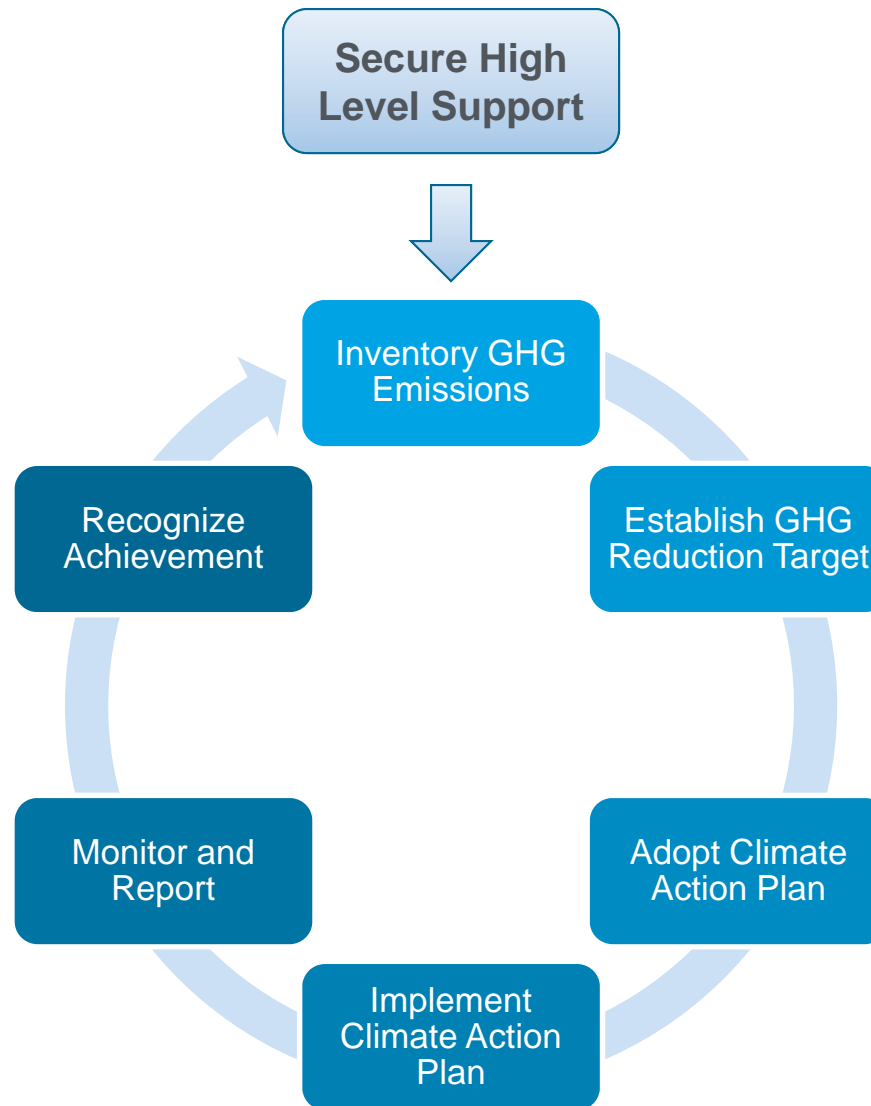 Secure High
Level Support
Inventory GHG
Emissions
Establish GHG
Reduction Target
Adopt Climate
Action Plan
Implement
Climate Action
Plan
Monitor and
Report
Recognize
Achievement